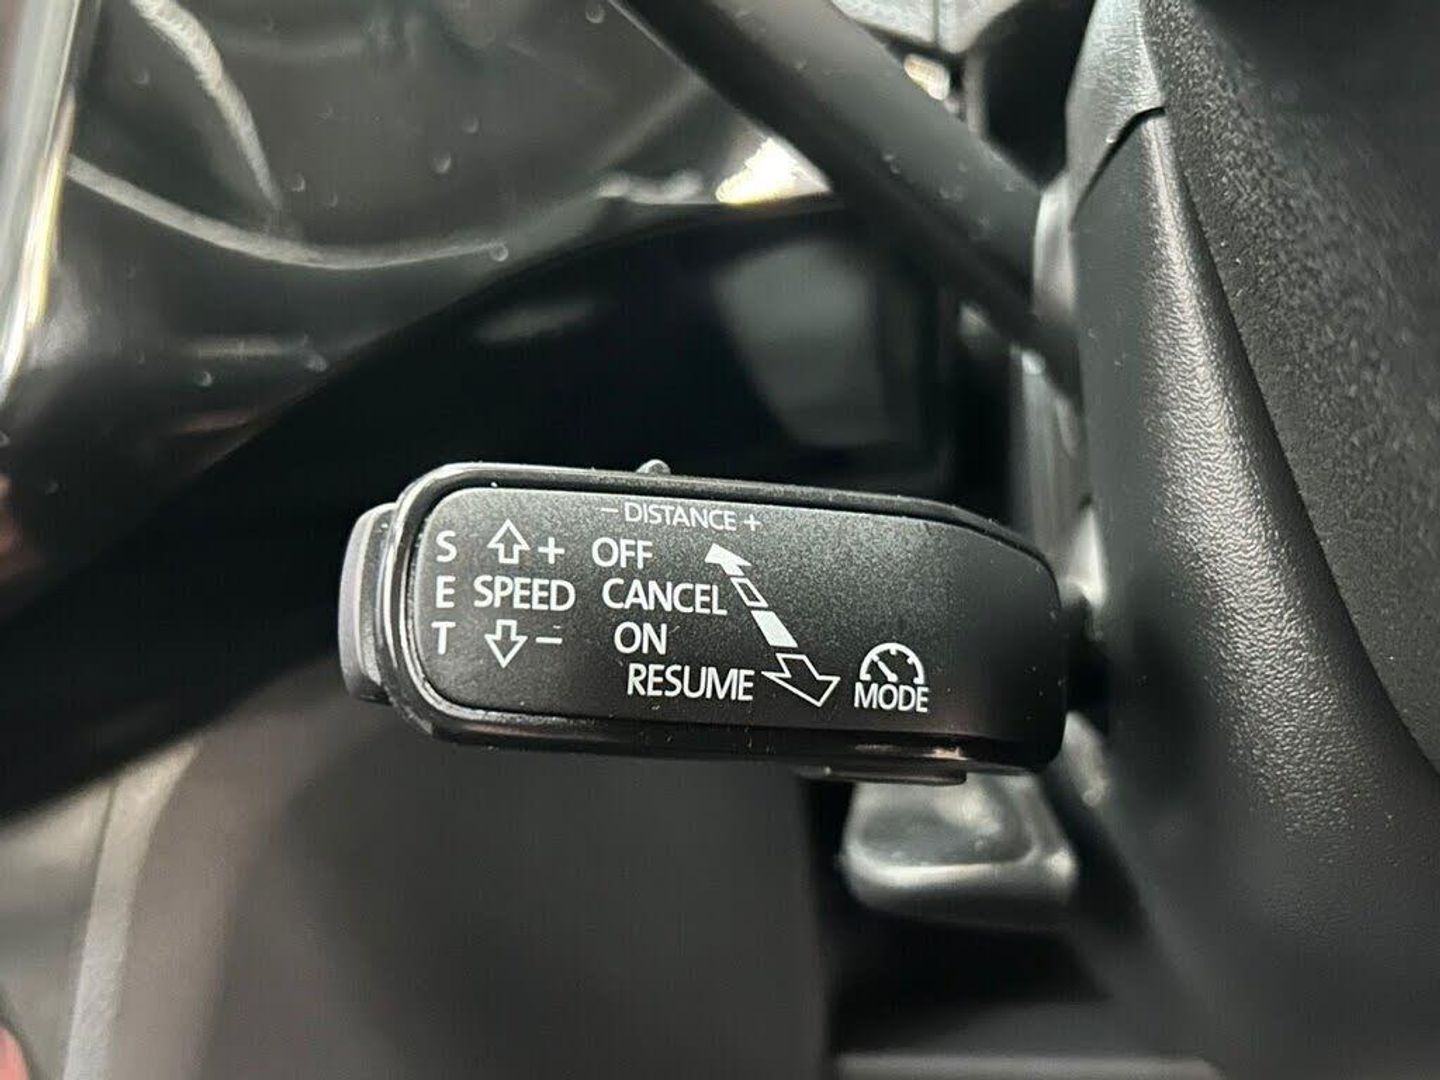 − DISTANCE +
S + OFF
E SPEED CANCEL
T − ON
RESUME
MODE